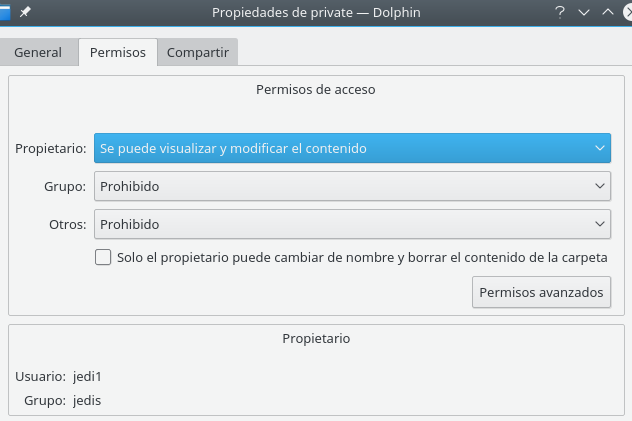 Propiedades de private — Dolphin
General Permisos Compartir
Permisos de acceso
Propietario: Se puede visualizar y modificar el contenido
Grupo: Prohibido
Otros: Prohibido
Solo el propietario puede cambiar de nombre y borrar el contenido de la carpeta
Permisos avanzados
Propietario
Usuario: jedi1
Grupo: jedis